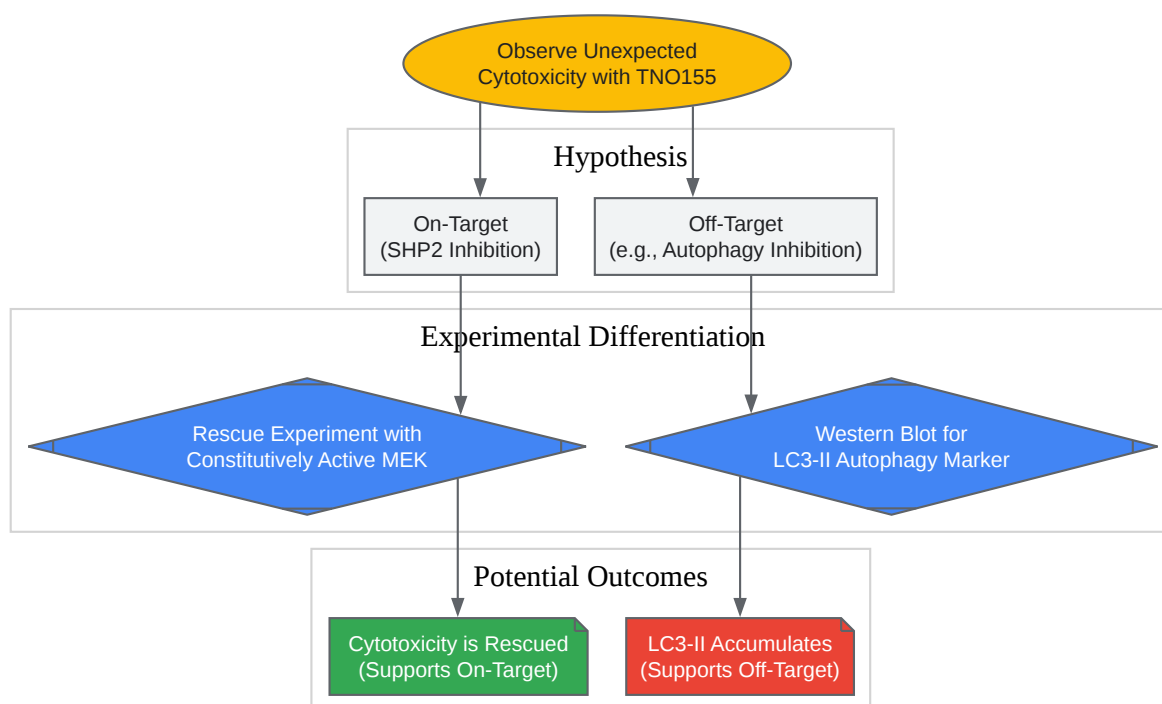 Observe Unexpected
Cytotoxicity with TNO155
Hypothesis
On-Target
(SHP2 Inhibition)
Off-Target
(e.g., Autophagy Inhibition)
Experimental Differentiation
Rescue Experiment with
Constitutively Active MEK
Western Blot for
LC3-II Autophagy Marker
Potential Outcomes
Cytotoxicity is Rescued
(Supports On-Target)
LC3-II Accumulates
(Supports Off-Target)